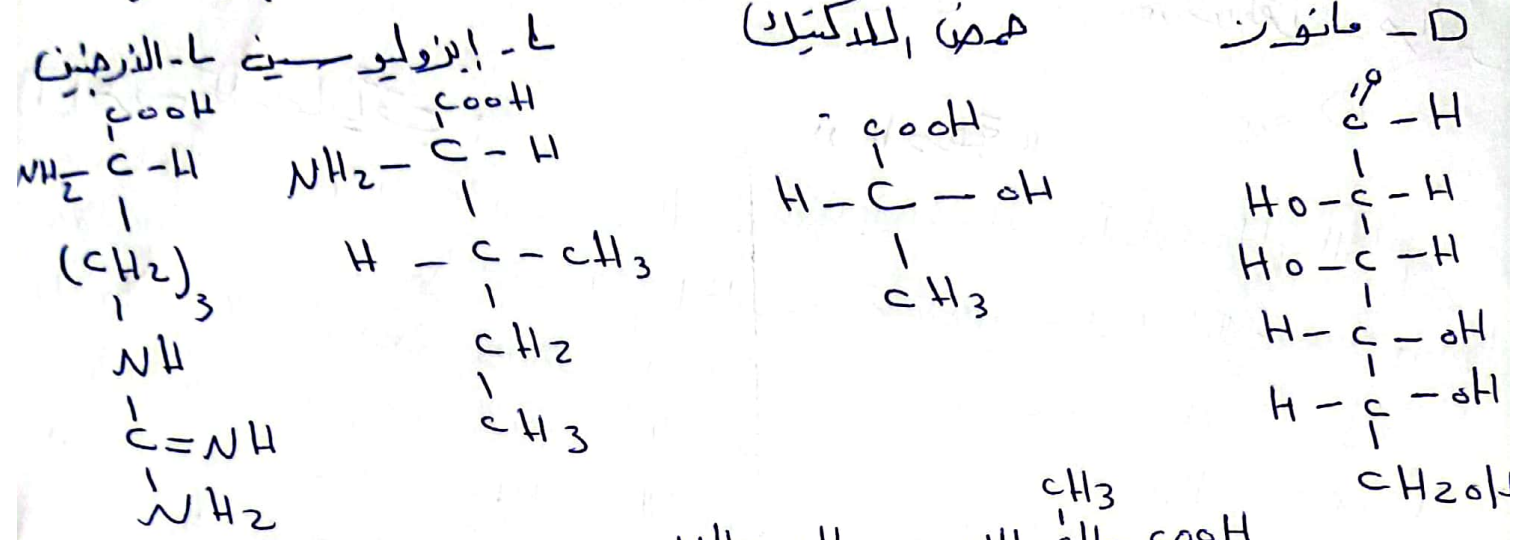 D - مانوز
O
C - H
HO - C - H
HO - C - H
H - C - OH
H - C - OH
CH2OH
حمض اللاكتيك
COOH
H - C - OH
CH3
L - إيزوليوسين
COOH
NH2 - C - H
H - C - CH3
CH2
CH3
L - الأرجنين
COOH
NH2 - C - H
(CH2)3
NH
C = NH
NH2
CH3
COOH